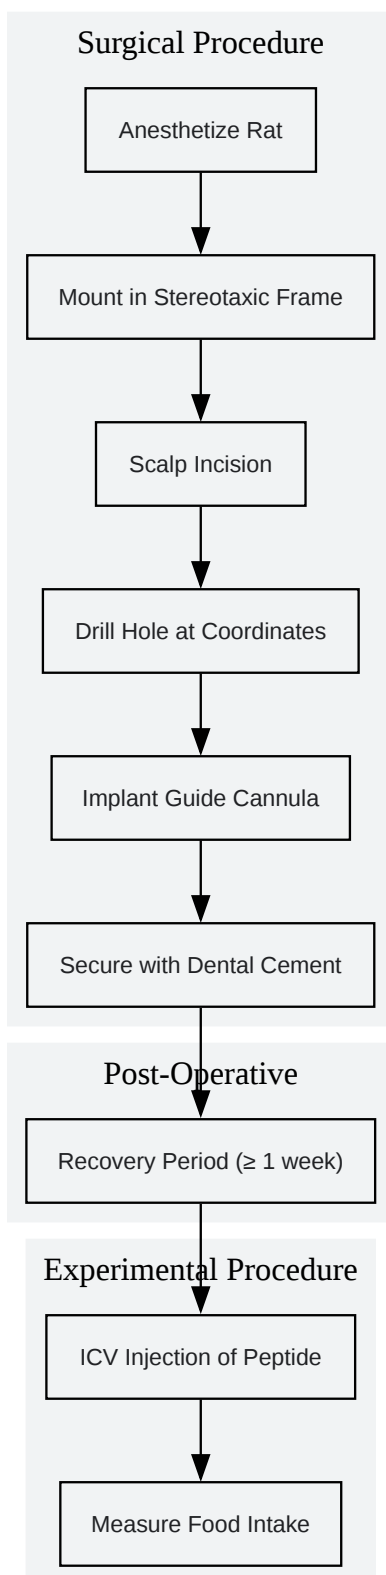 Surgical Procedure
Anesthetize Rat
Mount in Stereotaxic Frame
Scalp Incision
Drill Hole at Coordinates
Implant Guide Cannula
Secure with Dental Cement
Post-Operative
Recovery Period (≥ 1 week)
Experimental Procedure
ICV Injection of Peptide
Measure Food Intake